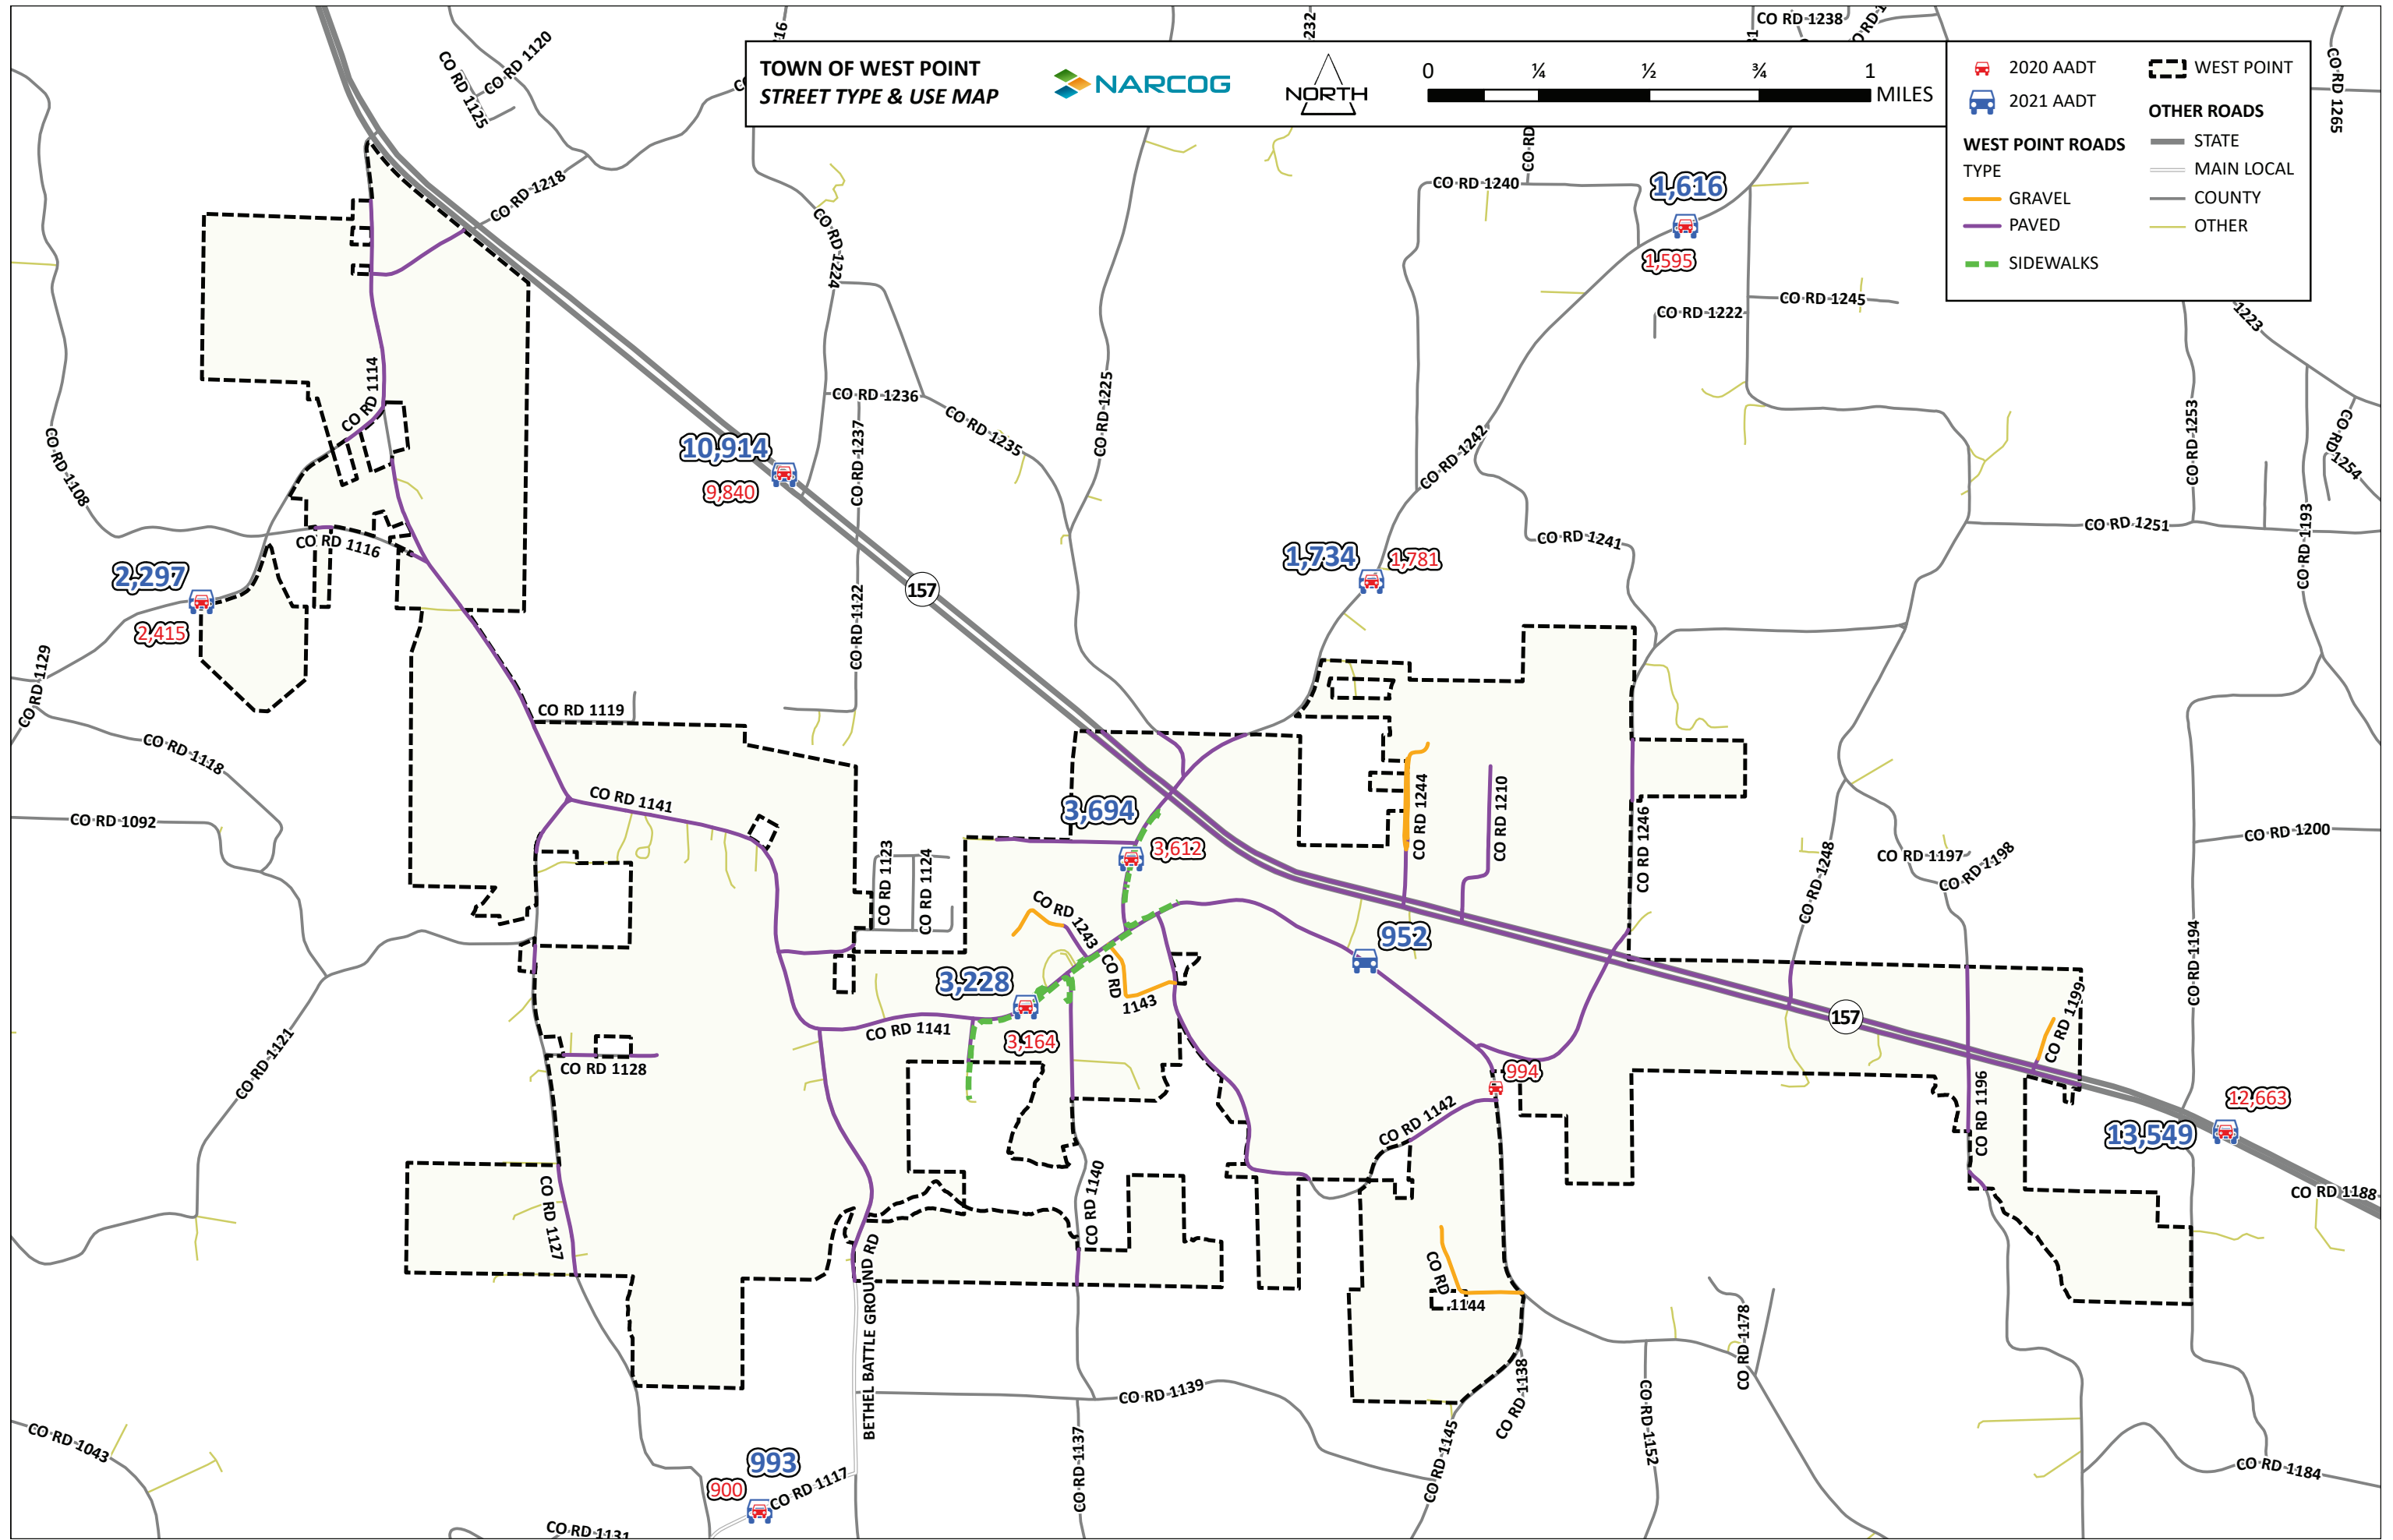 CO RD 1120
CO RD 1125
16
232
CO RD 1238
31
CO RD 1265
TOWN OF WEST POINT
STREET TYPE & USE MAP
NARCOG
NORTH
0 ¼ ½ ¾ 1
MILES
2020 AADT
2021 AADT
WEST POINT ROADS
TYPE
GRAVEL
PAVED
SIDEWALKS
WEST POINT
OTHER ROADS
STATE
MAIN LOCAL
COUNTY
OTHER
CO RD
CO RD 1218
CO RD 1224
CO RD 1240
1,616
1,595
CO RD 1245
CO RD 1222
1223
CO RD 1114
CO RD 1236
CO RD 1237
CO RD 1235
CO RD 1225
CO RD 1242
CO RD 1253
CO RD 1254
CO RD 1108
10,914
9,840
CO RD 1116
CO RD 1241
CO RD 1251
CO RD 1193
2,297
2,415
157
1,734
1,781
CO RD 1122
CO RD 1129
CO RD 1119
CO RD 1118
CO RD 1092
CO RD 1141
3,694
3,612
CO RD 1244
CO RD 1210
CO RD 1246
CO RD 1248
CO RD 1197
CO RD 1198
CO RD 1200
CO RD 1123
CO RD 1124
CO RD 1243
952
CO RD 1194
3,228
3,164
CO RD
1143
CO RD 1141
157
CO RD 1199
CO RD 1121
CO RD 1128
994
CO RD 1142
CO RD 1196
12,663
13,549
CO RD 1188
CO RD 1127
CO RD 1140
BETHEL BATTLE GROUND RD
CO RD
1144
CO RD 1178
CO RD 1139
CO RD 1138
CO RD 1152
CO RD 1145
CO RD 1137
CO RD 1043
993
900
CO RD 1117
CO RD 1184
CO RD 1131